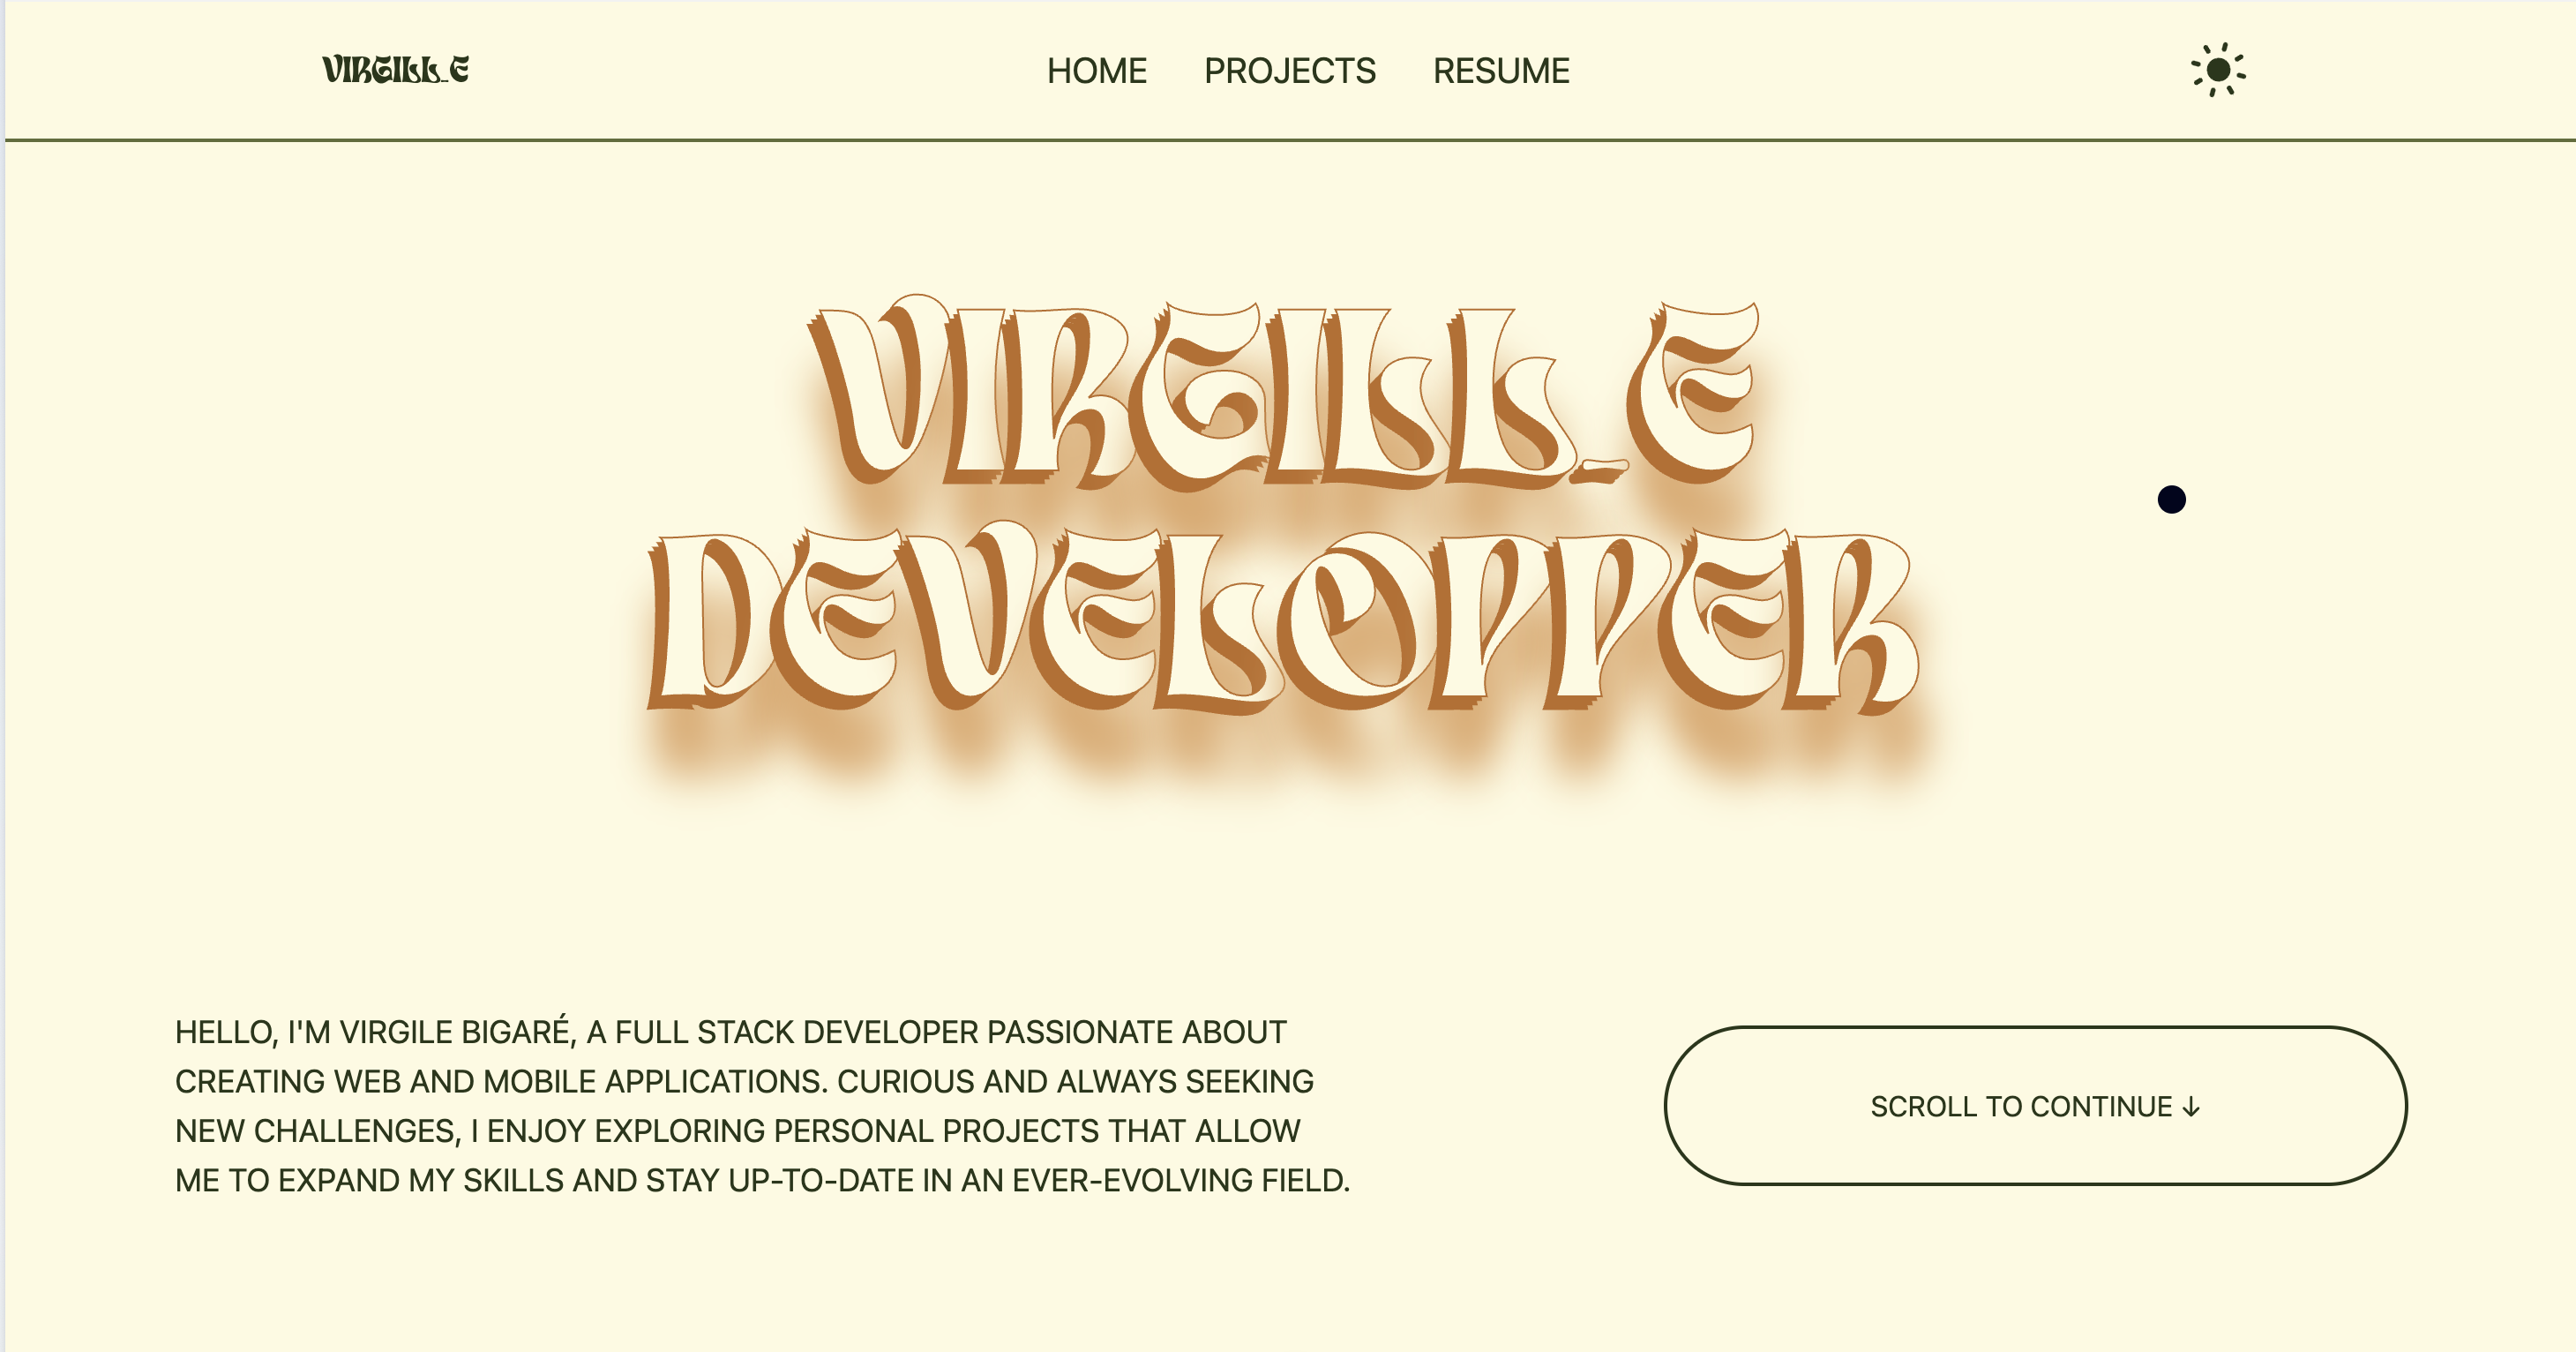 VIRGILL_E
HOME PROJECTS RESUME
VIRGILL_E
DEVELOPPER
HELLO, I'M VIRGILE BIGARÉ, A FULL STACK DEVELOPER PASSIONATE ABOUT
CREATING WEB AND MOBILE APPLICATIONS. CURIOUS AND ALWAYS SEEKING
NEW CHALLENGES, I ENJOY EXPLORING PERSONAL PROJECTS THAT ALLOW
ME TO EXPAND MY SKILLS AND STAY UP-TO-DATE IN AN EVER-EVOLVING FIELD.
SCROLL TO CONTINUE ↓